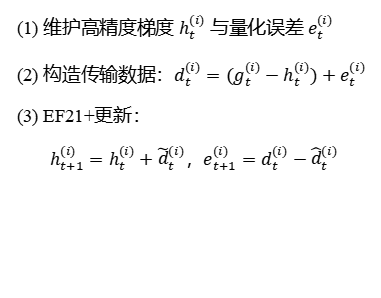 (1) 维护高精度梯度 $h_t^{(i)}$ 与量化误差 $e_t^{(i)}$
(2) 构造传输数据：$d_t^{(i)} = (g_t^{(i)} - h_t^{(i)}) + e_t^{(i)}$
(3) EF21+更新：
$h_{t+1}^{(i)} = h_t^{(i)} + \widetilde{d}_t^{(i)}$, $e_{t+1}^{(i)} = d_t^{(i)} - \widehat{d}_t^{(i)}$